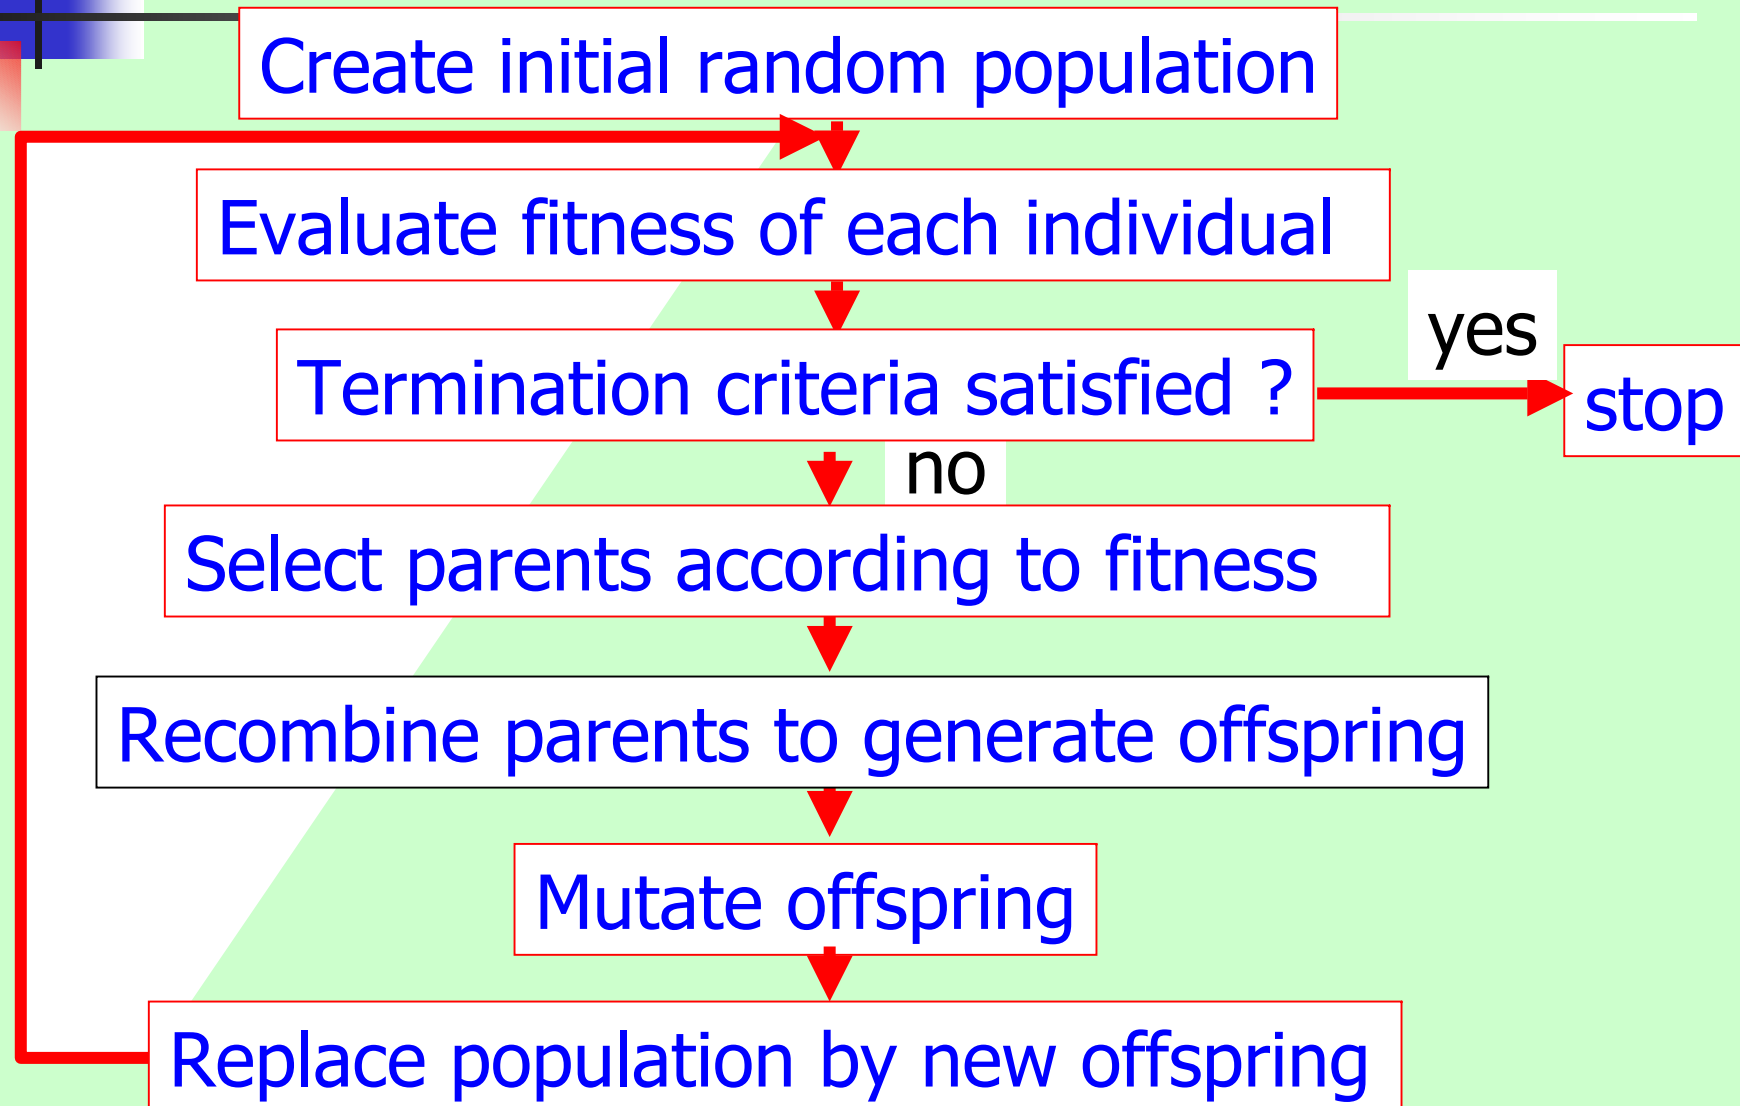 Create initial random population
Evaluate fitness of each individual
yes
Termination criteria satisfied ?
stop
no
Select parents according to fitness
Recombine parents to generate offspring
Mutate offspring
Replace population by new offspring